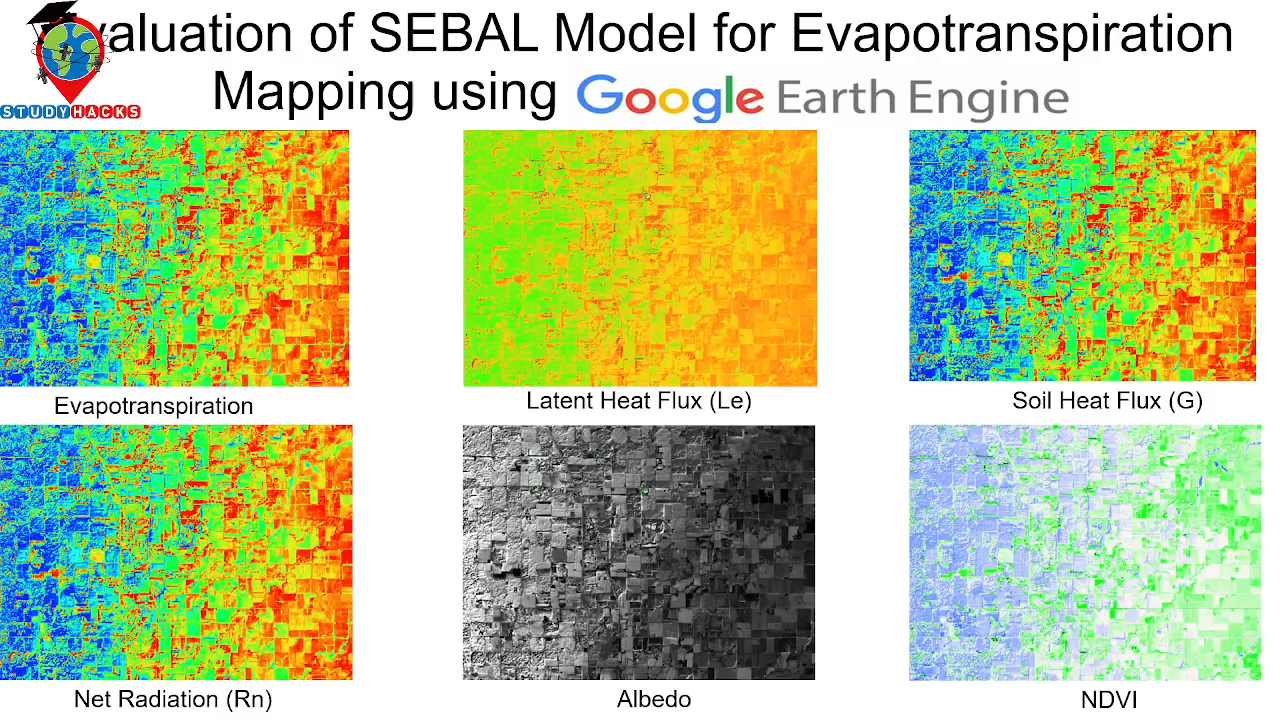 Evaluation of SEBAL Model for Evapotranspiration
Mapping using Google Earth Engine
STUDYHACKS
Evapotranspiration
Latent Heat Flux (Le)
Soil Heat Flux (G)
Net Radiation (Rn)
Albedo
NDVI